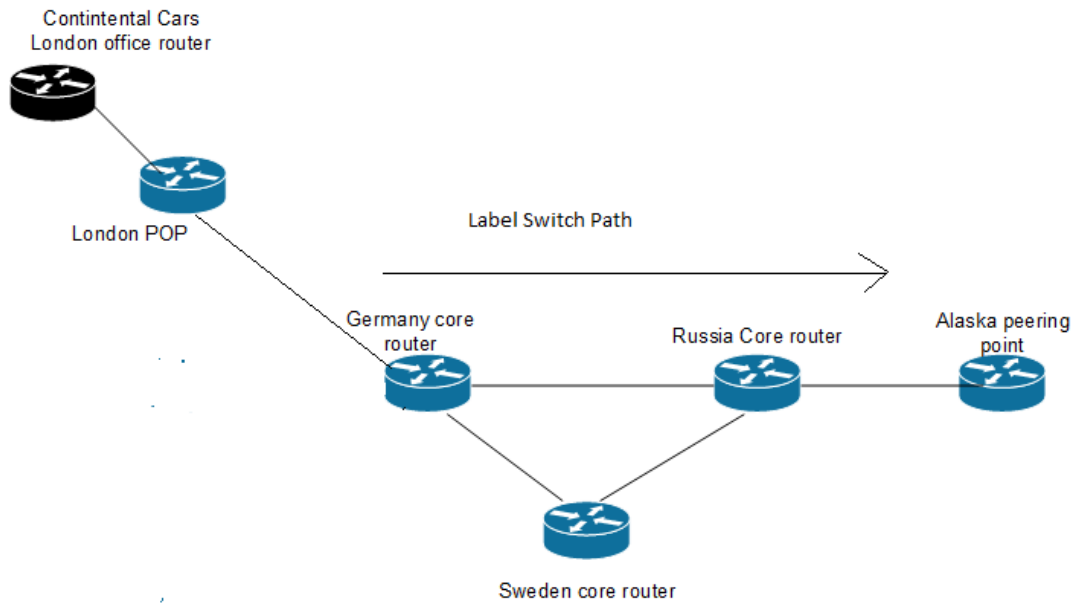 Contintental Cars
London office router
London POP
Label Switch Path
Germany core
router
Russia Core router
Alaska peering
point
Sweden core router